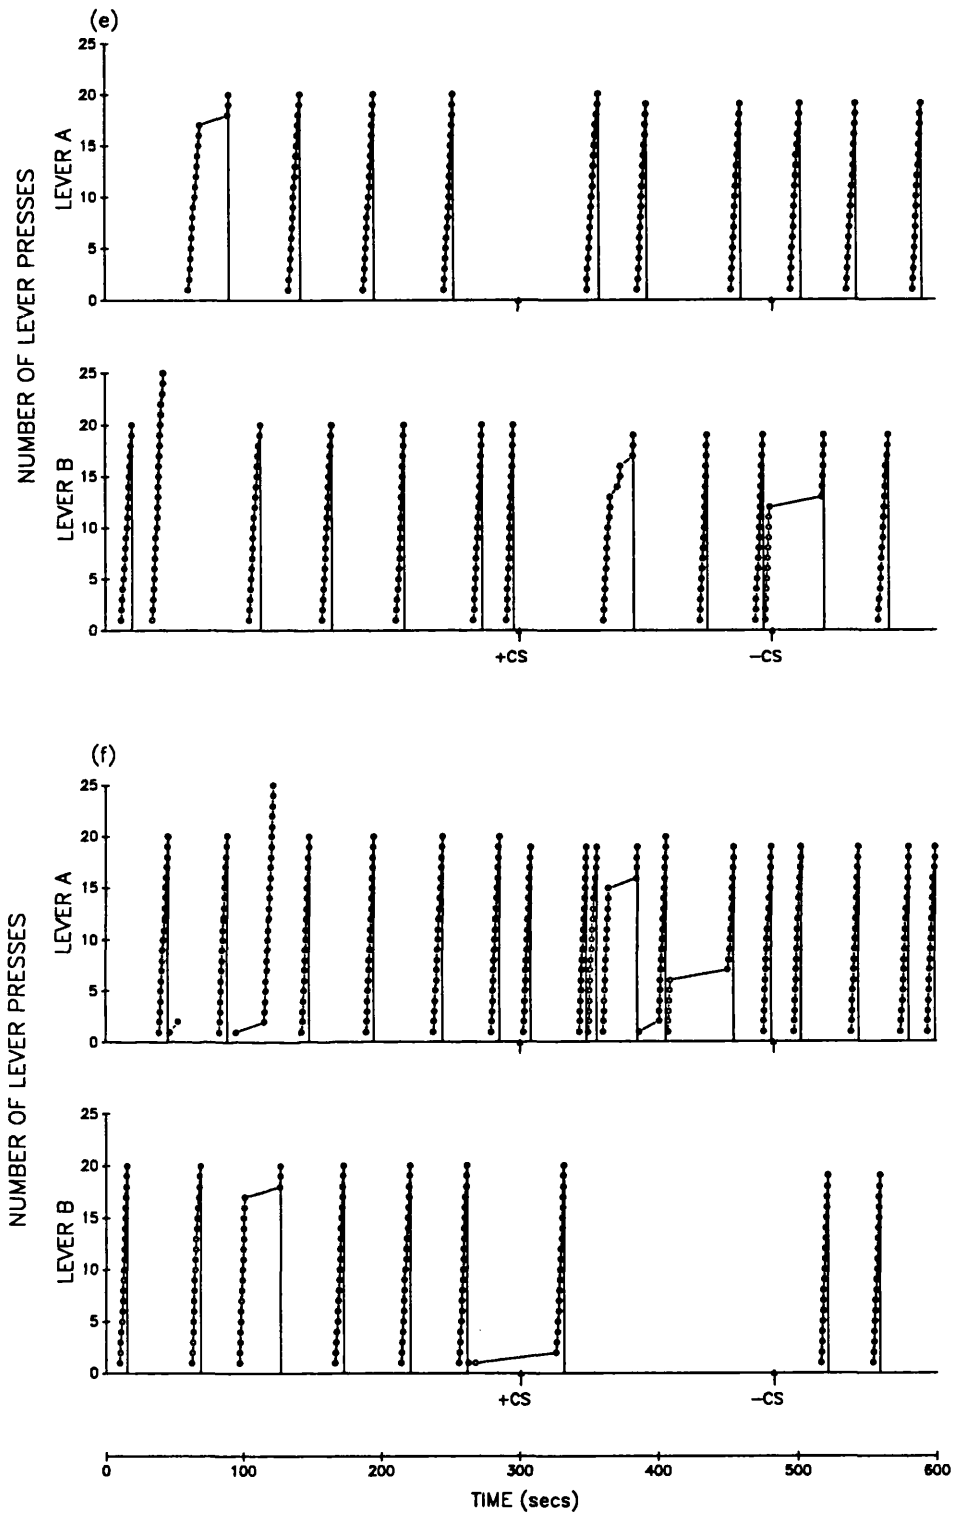 (e)
NUMBER OF LEVER PRESSES
LEVER A
25
20
15
10
5
0
LEVER B
25
20
15
10
5
0
+CS
−CS
(f)
NUMBER OF LEVER PRESSES
LEVER A
25
20
15
10
5
0
LEVER B
25
20
15
10
5
0
+CS
−CS
0 100 200 300 400 500 600
TIME (secs)